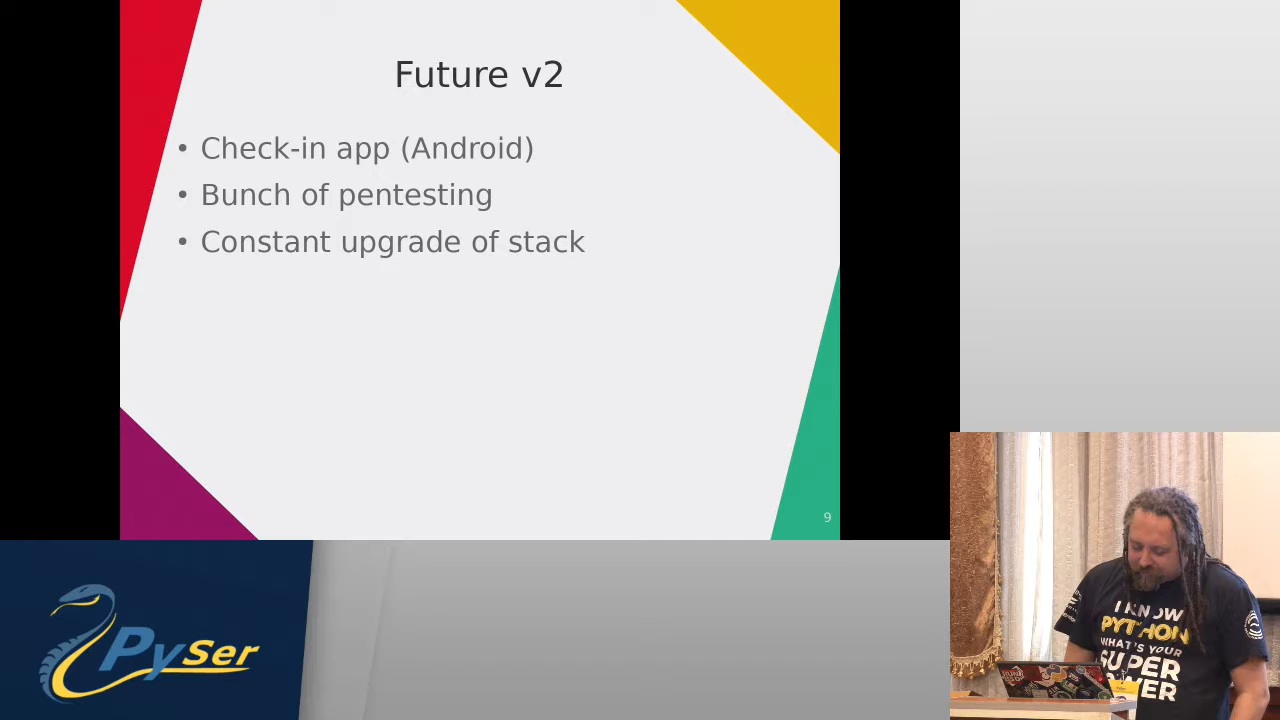 Future v2
• Check-in app (Android)
• Bunch of pentesting
• Constant upgrade of stack
9
PySer
I KNOW
PYTHON
WHAT'S YOUR
SUPER
POWER